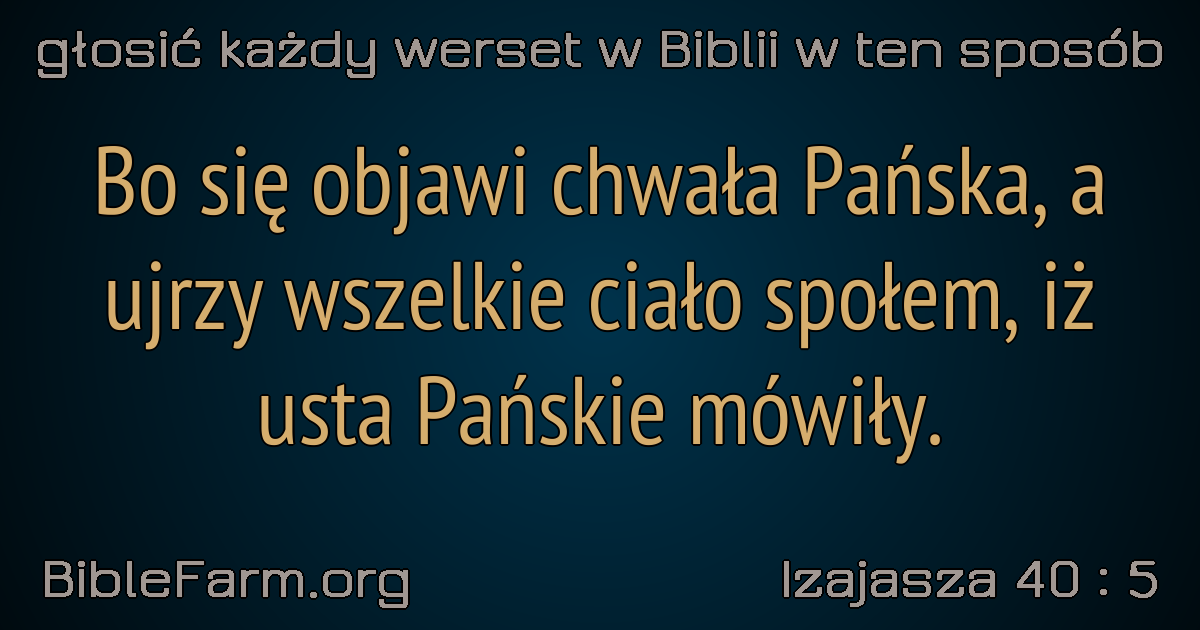 głosić każdy werset w Biblii w ten sposób
Bo się objawi chwała Pańska, a
ujrzy wszelkie ciało społem, iż
usta Pańskie mówiły.
BibleFarm.org
Izajasza 40 : 5